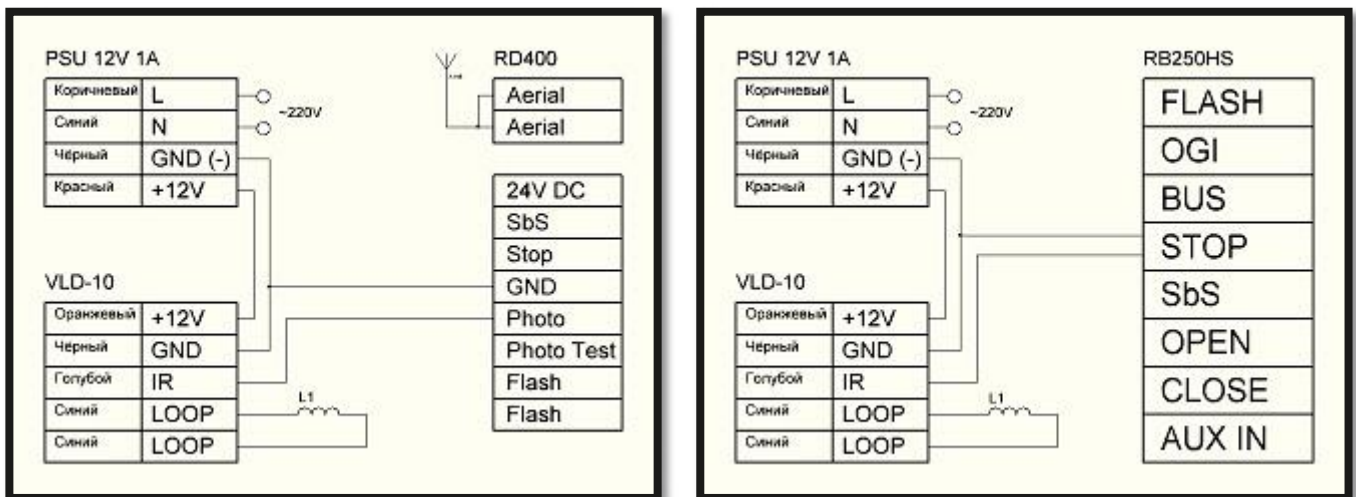 PSU 12V 1A
Коричневый L
Синий N
~220V
Чёрный GND (-)
Красный +12V
VLD-10
Оранжевый +12V
Чёрный GND
Голубой IR
Синий LOOP
Синий LOOP
L1
RD400
Aerial
Aerial
24V DC
SbS
Stop
GND
Photo
Photo Test
Flash
Flash
PSU 12V 1A
Коричневый L
Синий N
~220V
Чёрный GND (-)
Красный +12V
VLD-10
Оранжевый +12V
Чёрный GND
Голубой IR
Синий LOOP
Синий LOOP
L1
RB250HS
FLASH
OGI
BUS
STOP
SbS
OPEN
CLOSE
AUX IN